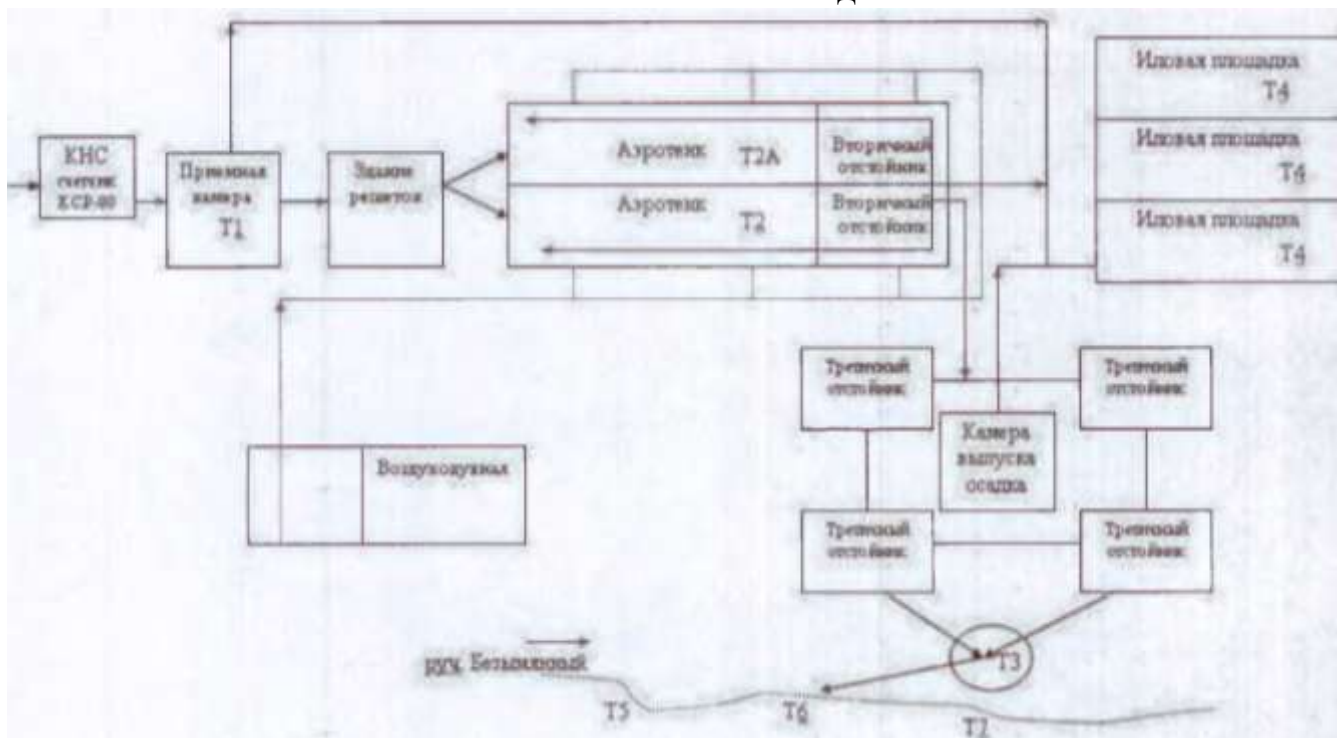 Иловая площадка
Т4
Иловая площадка
Т4
Иловая площадка
Т4
КНС
счетчик
Приемная
камера
Т1
Здание
решеток
Аэротенк
Т2А
Вторичный
отстойник
Аэротенк
Т2
Вторичный
отстойник
Третичный
отстойник
Третичный
отстойник
Камера
выпуска
осадка
Воздуходувная
Третичный
отстойник
Третичный
отстойник
руч. Безымянный
Т3
Т5
Т6
Т7